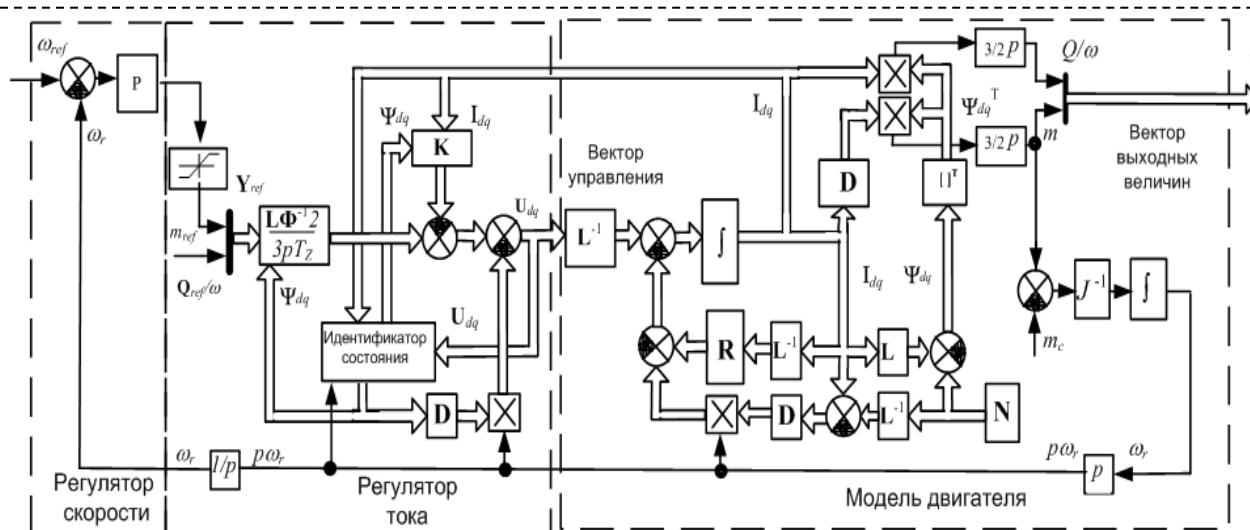 ω_ref
P
ω_r
Y_ref
m_ref
Q_ref/ω
LΦ⁻¹2
3pT_Z
Ψ_dq
Ψ_dq
I_dq
K
U_dq
U_dq
Идентификатор
состояния
D
ω_r
1/p
pω_r
Регулятор
скорости
Регулятор
тока
Вектор
управления
L⁻¹
∫
I_dq
I_dq
D
[]ᵀ
3/2 p
3/2 p
Ψ_dq^T
Q/ω
m
Вектор
выходных
величин
Ψ_dq
R
L⁻¹
L
D
L⁻¹
N
m_c
J⁻¹
∫
pω_r
p
ω_r
Модель двигателя